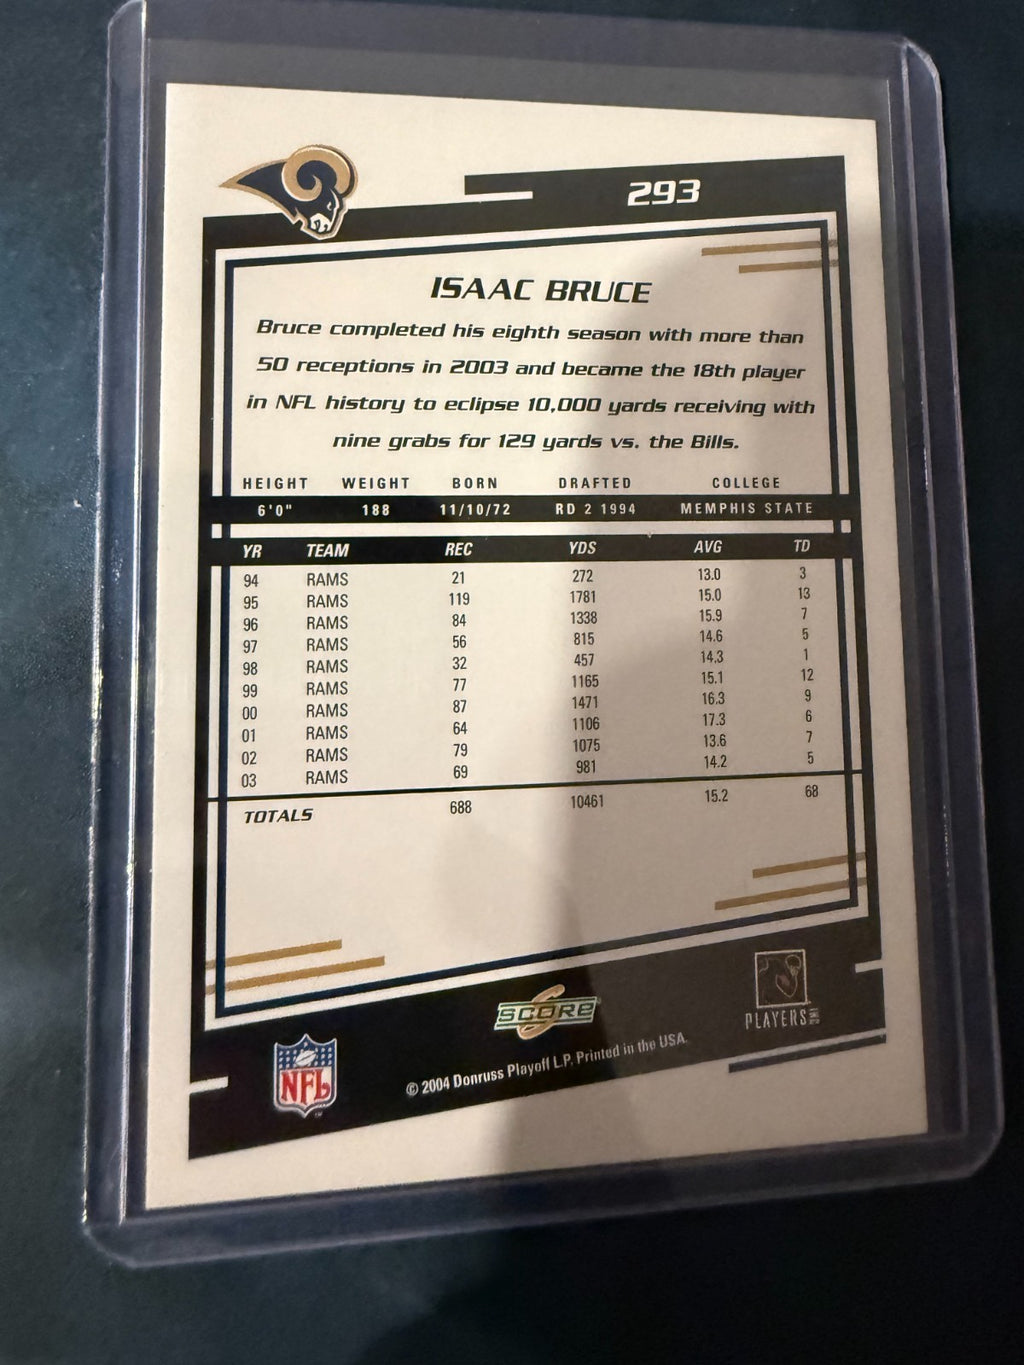 293
ISAAC BRUCE
Bruce completed his eighth season with more than
50 receptions in 2003 and became the 18th player
in NFL history to eclipse 10,000 yards receiving with
nine grabs for 129 yards vs. the Bills.
HEIGHT WEIGHT BORN DRAFTED COLLEGE
6'0" 188 11/10/72 RD 2 1994 MEMPHIS STATE
YR TEAM REC YDS AVG TD
94 RAMS 21 272 13.0 3
95 RAMS 119 1781 15.0 13
96 RAMS 84 1338 15.9 7
97 RAMS 56 815 14.6 5
98 RAMS 32 457 14.3 1
99 RAMS 77 1165 15.1 12
00 RAMS 87 1471 16.3 9
01 RAMS 64 1106 17.3 6
02 RAMS 79 1075 13.6 7
03 RAMS 69 981 14.2 5
TOTALS 688 10461 15.2 68
SCORE
PLAYERS
NFL
© 2004 Donruss Playoff L.P. Printed in the USA.